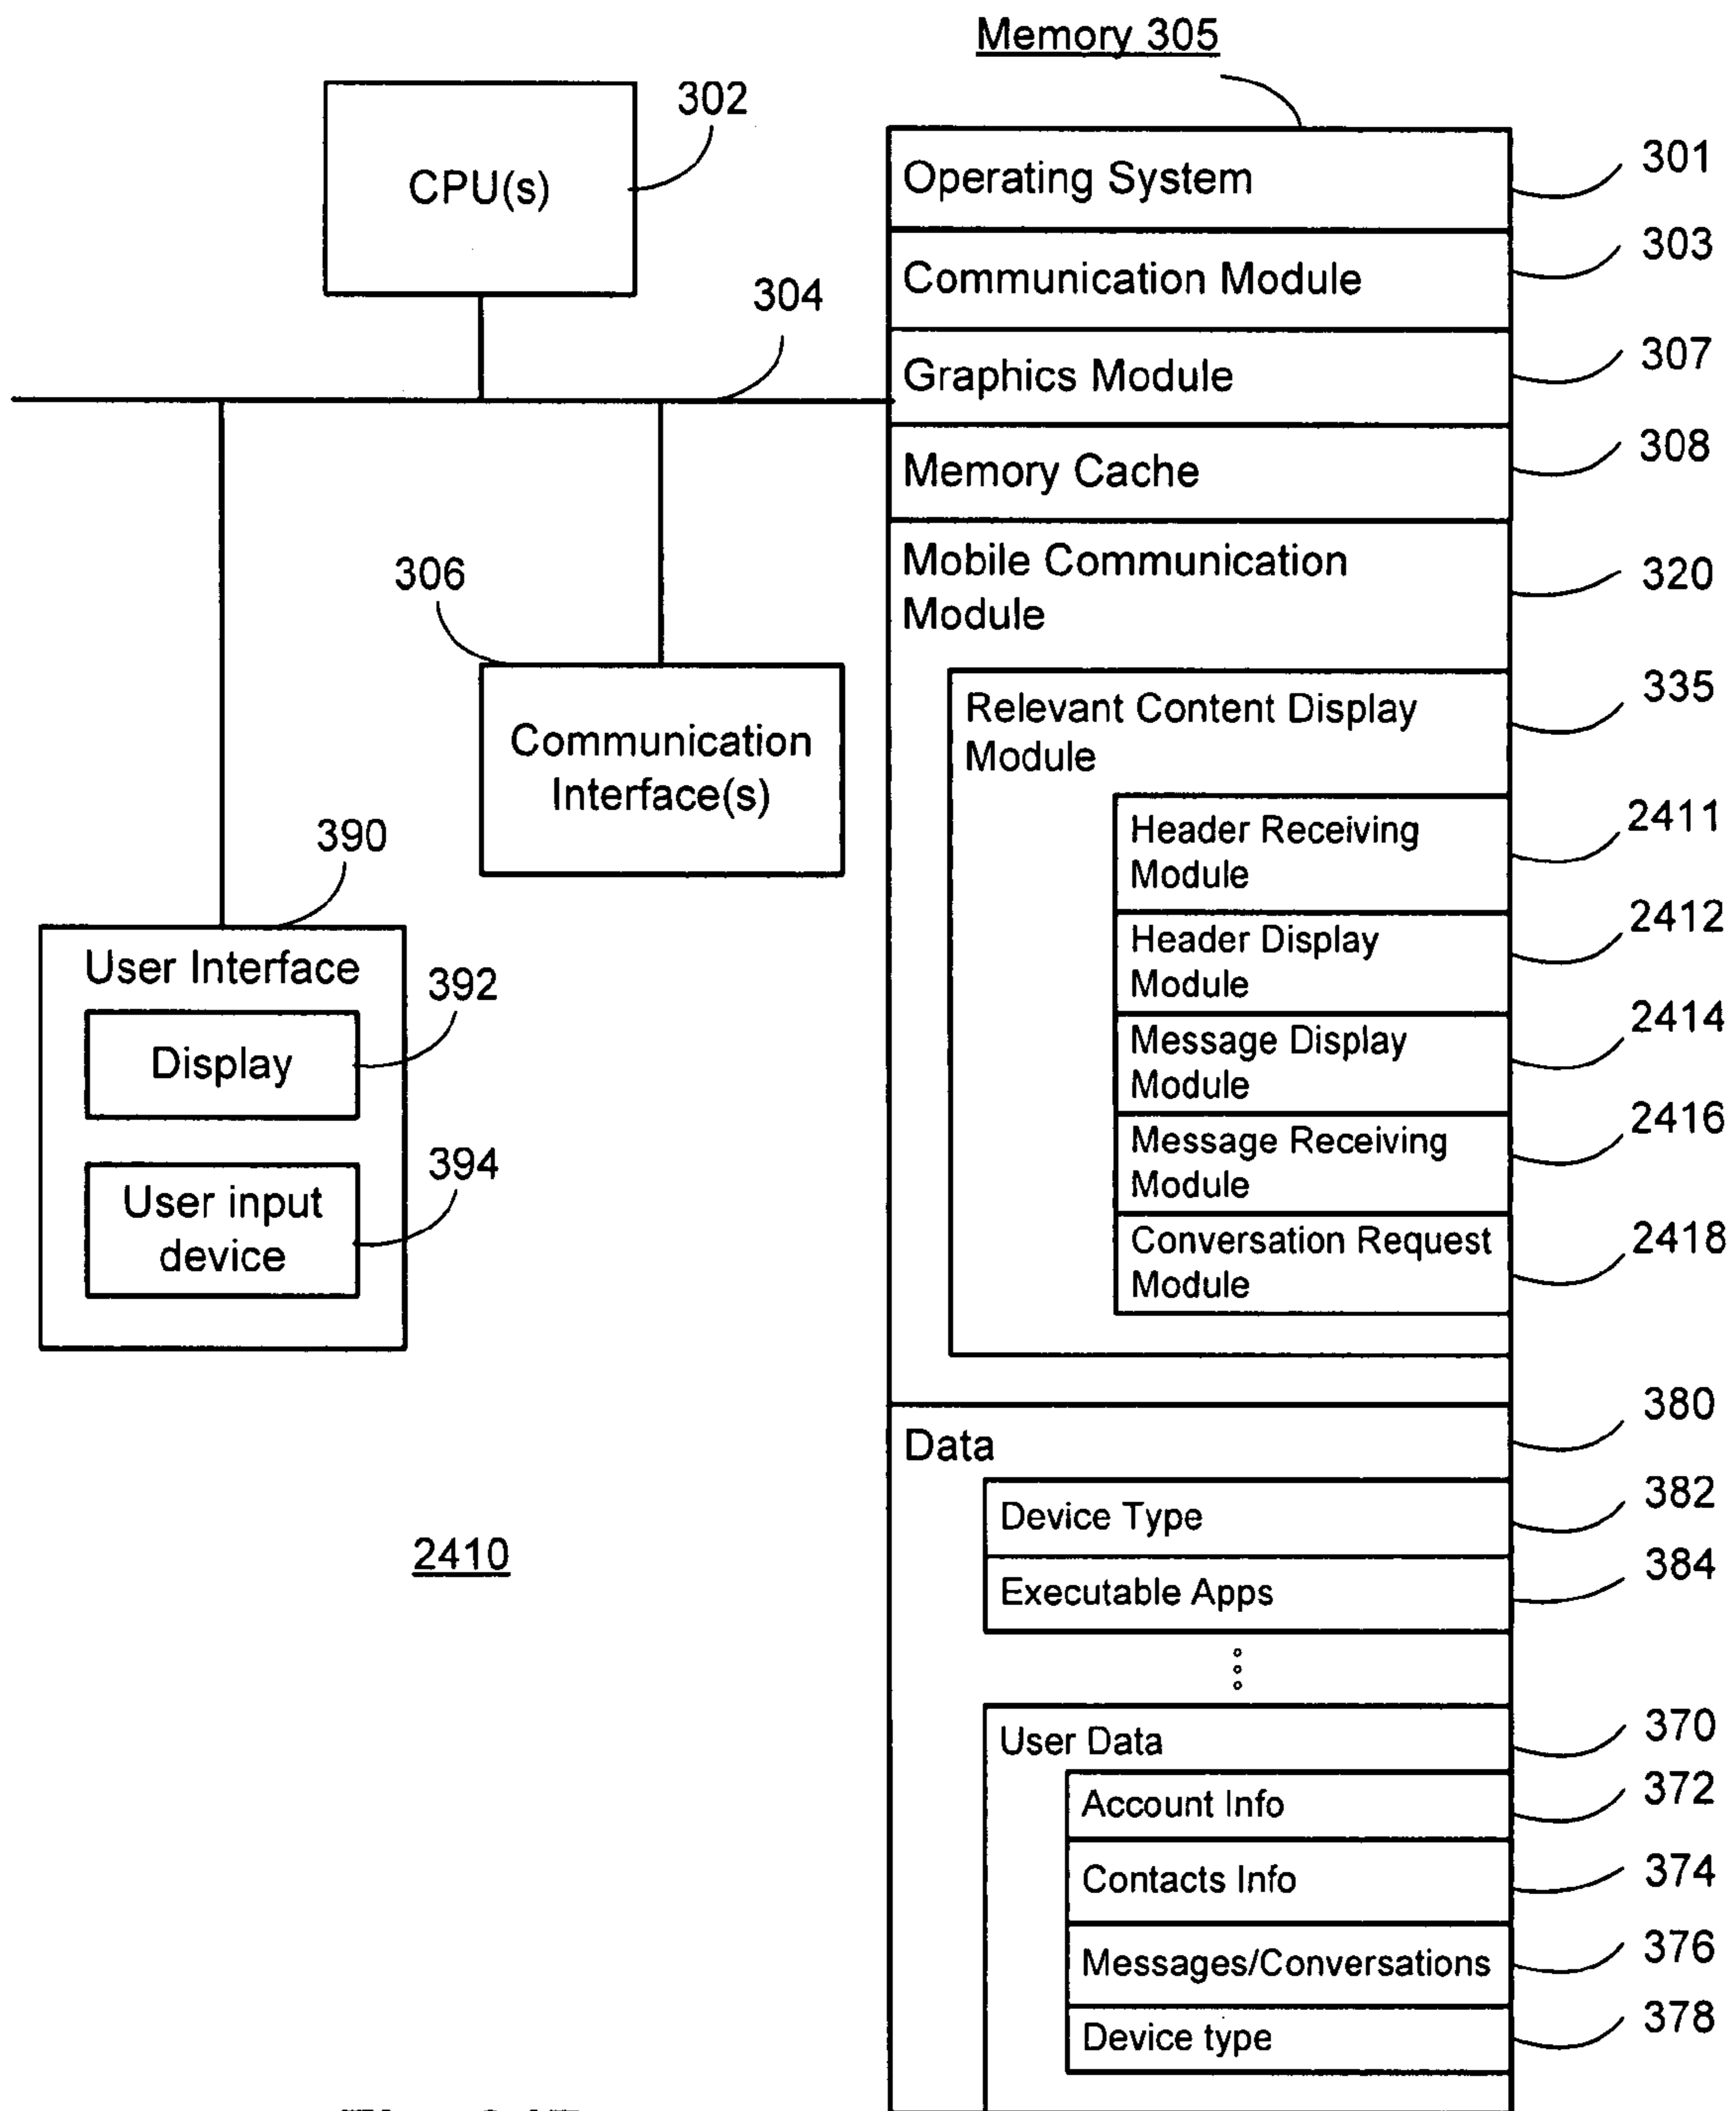 Memory 305
302
CPU(s)
304
306
Communication
Interface(s)
390
User Interface
392
Display
394
User input
device
2410
Operating System
301
Communication Module
303
Graphics Module
307
Memory Cache
308
Mobile Communication
Module
320
Relevant Content Display
Module
335
Header Receiving
Module
2411
Header Display
Module
2412
Message Display
Module
2414
Message Receiving
Module
2416
Conversation Request
Module
2418
Data
380
Device Type
382
Executable Apps
384
User Data
370
Account Info
372
Contacts Info
374
Messages/Conversations
376
Device type
378